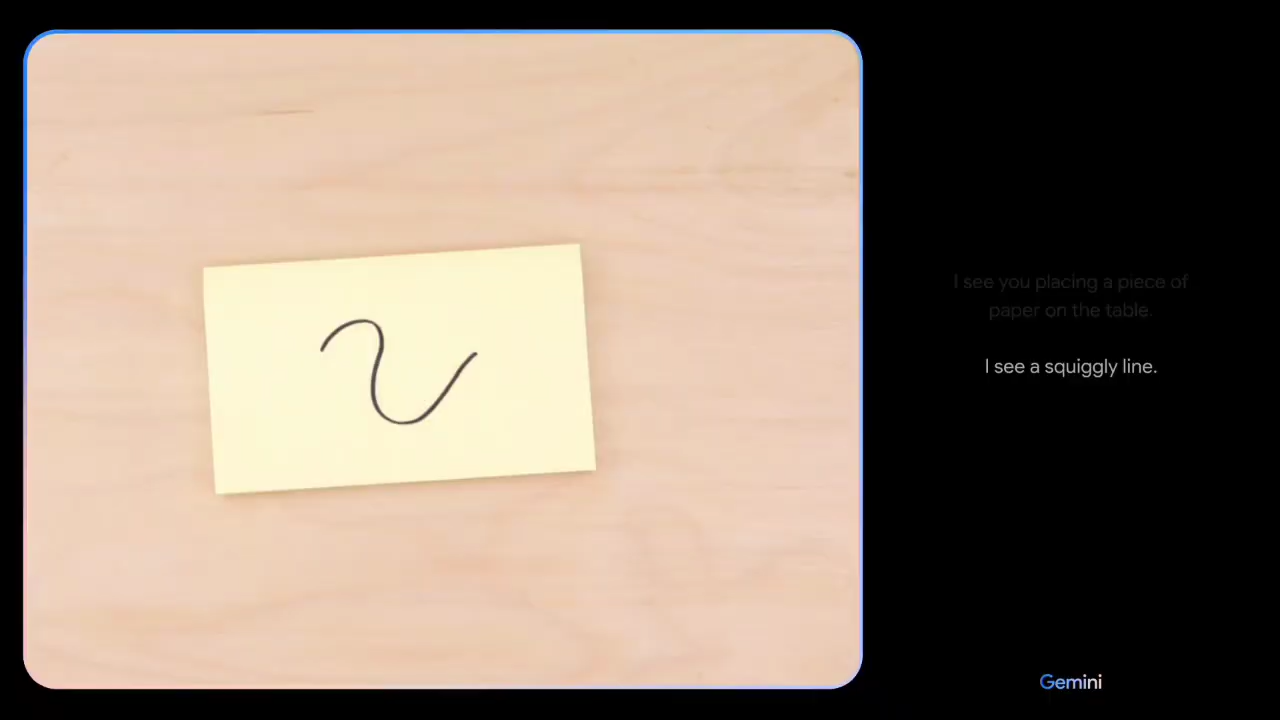 I see you placing a piece of
paper on the table.
I see a squiggly line.
Gemini